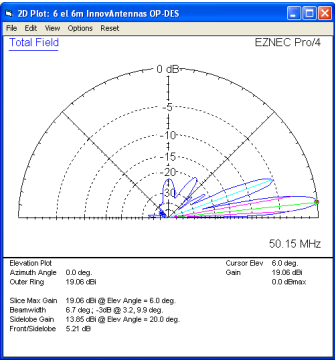 2D Plot: 6 el 6m InnovAntennas OP-DES
File Edit View Options Reset
Total Field
EZNEC Pro/4
0 dB
-5
-10
-15
-20
-30
50.15 MHz
Elevation Plot
Azimuth Angle 0.0 deg.
Outer Ring 19.06 dBi
Cursor Elev 6.0 deg.
Gain 19.06 dBi
0.0 dBmax
Slice Max Gain 19.06 dBi @ Elev Angle = 6.0 deg.
Beamwidth 6.7 deg.; -3dB @ 3.2, 9.9 deg.
Sidelobe Gain 13.85 dBi @ Elev Angle = 20.0 deg.
Front/Sidelobe 5.21 dB